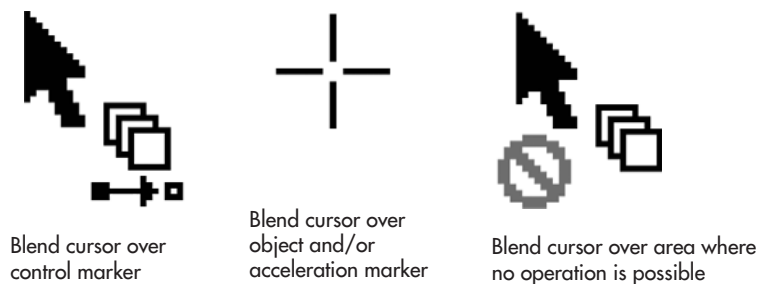 Blend cursor over
control marker
Blend cursor over
object and/or
acceleration marker
Blend cursor over area where
no operation is possible